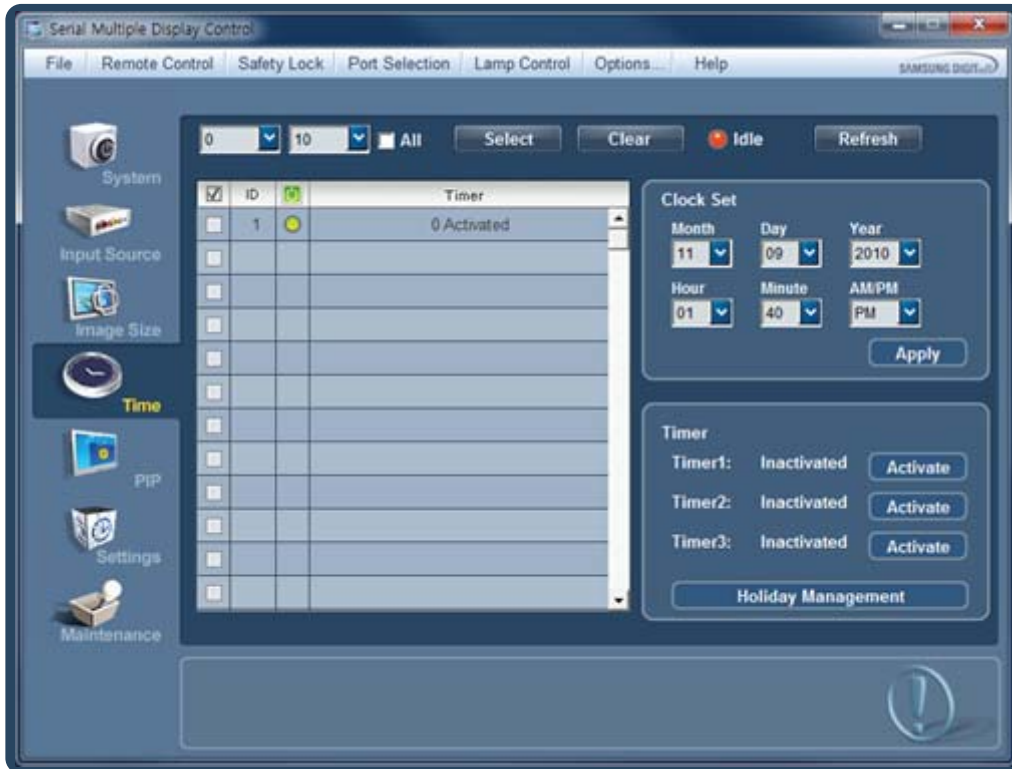 Serial Multiple Display Control
File Remote Control Safety Lock Port Selection Lamp Control Options... Help
0 10 All Select Clear Idle Refresh
System
Input Source
Image Size
Time
PIP
Settings
Maintenance
ID Timer
1 0 Activated
Clock Set
Month Day Year
11 09 2010
Hour Minute AM/PM
01 40 PM
Apply
Timer
Timer1: Inactivated Activate
Timer2: Inactivated Activate
Timer3: Inactivated Activate
Holiday Management